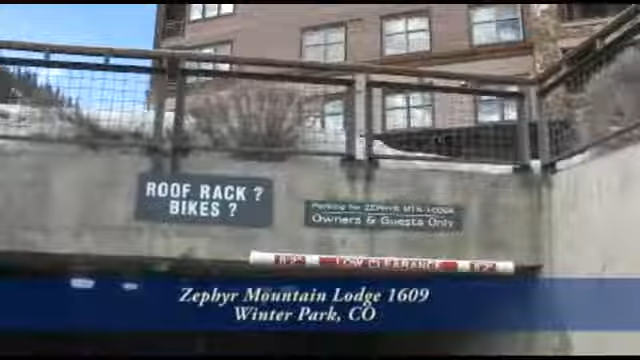 ROOF RACK ?
BIKES ?
Parking for ZEPHYR MTN LODGE
Owners & Guests Only
LOW CLEARANCE
Zephyr Mountain Lodge 1609
Winter Park, CO